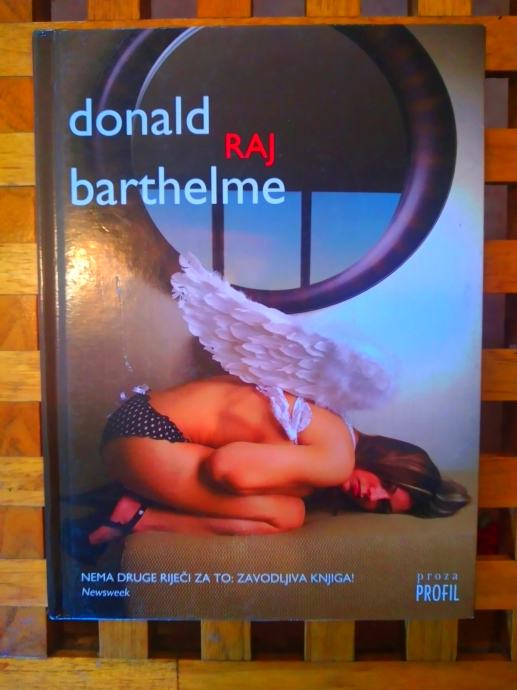 donald
RAJ
barthelme
NEMA DRUGE RIJEČI ZA TO: ZAVODLJIVA KNJIGA!
Newsweek
proza
PROFIL